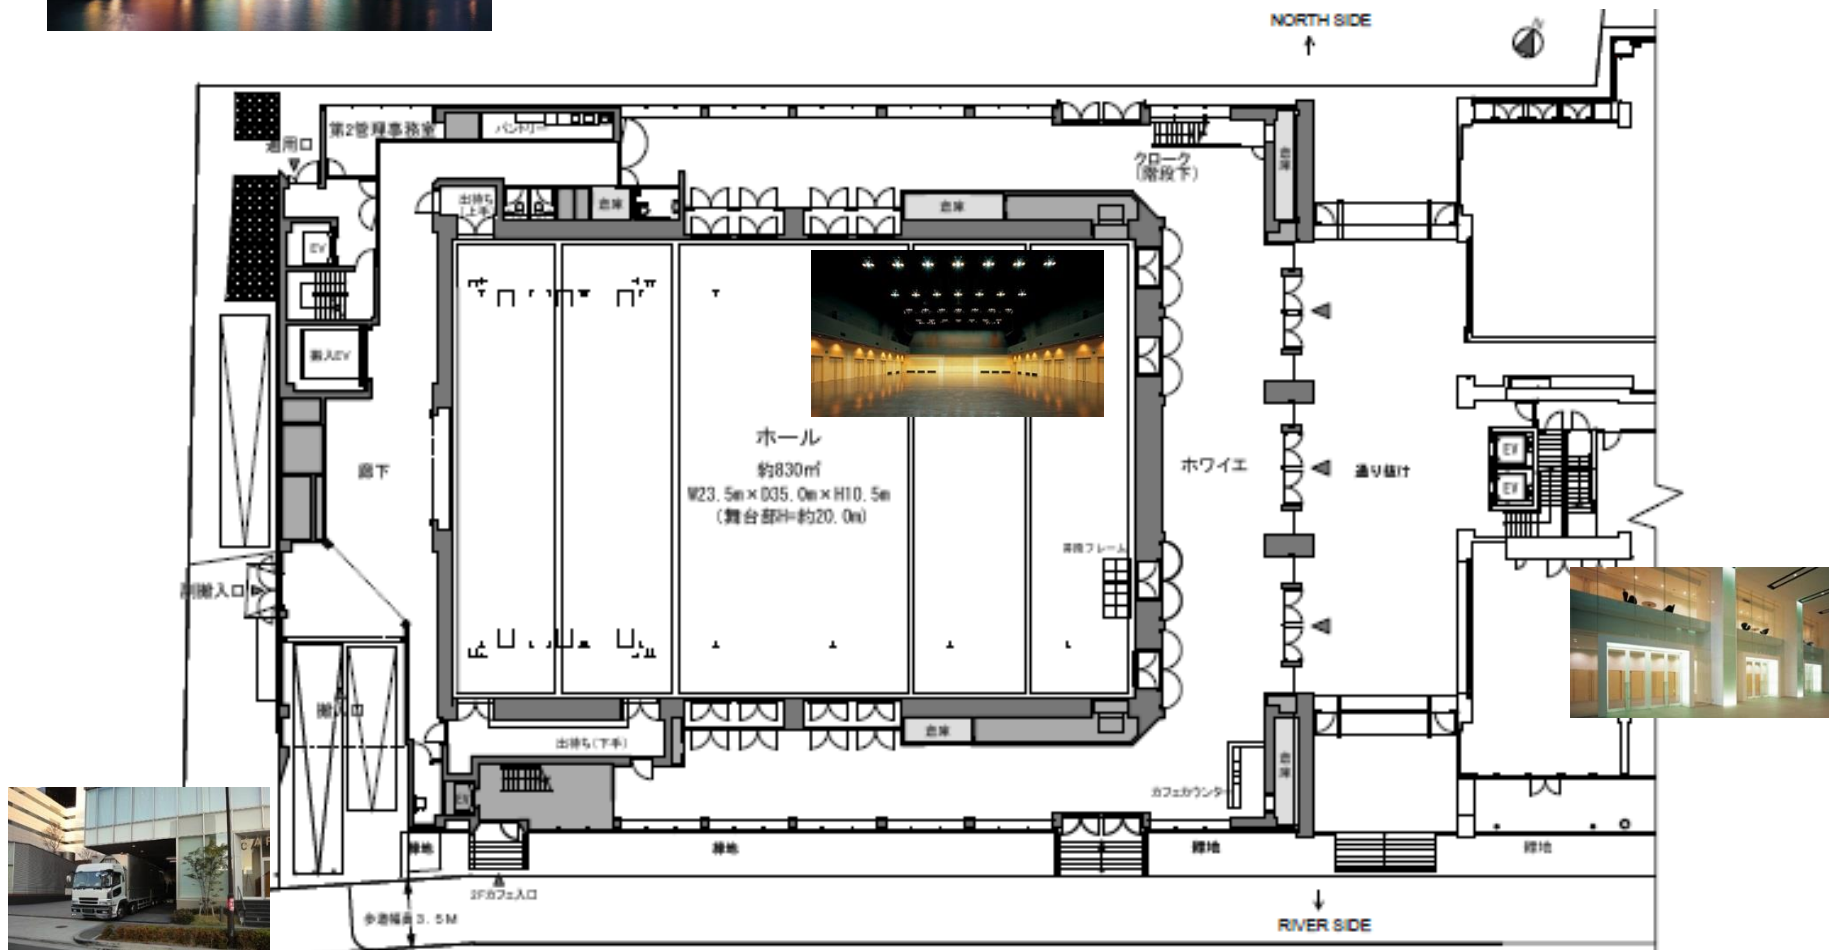 NORTH SIDE
N
第2管理事務室
パントリー
通用口
クローク
(階段下)
倉庫
出待ち
(上手)
倉庫
倉庫
EV
搬入EV
ホール
約830㎡
W23.5m×D35.0m×H10.5m
(舞台部H=約20.0m)
廊下
ホワイエ
通り抜け
EV
EV
副搬入口
搬入口
出待ち(下手)
倉庫
倉庫
カフェカウンター
EV
緑地
緑地
緑地
緑地
2Fカフェ入口
歩道幅員3.5M
RIVER SIDE